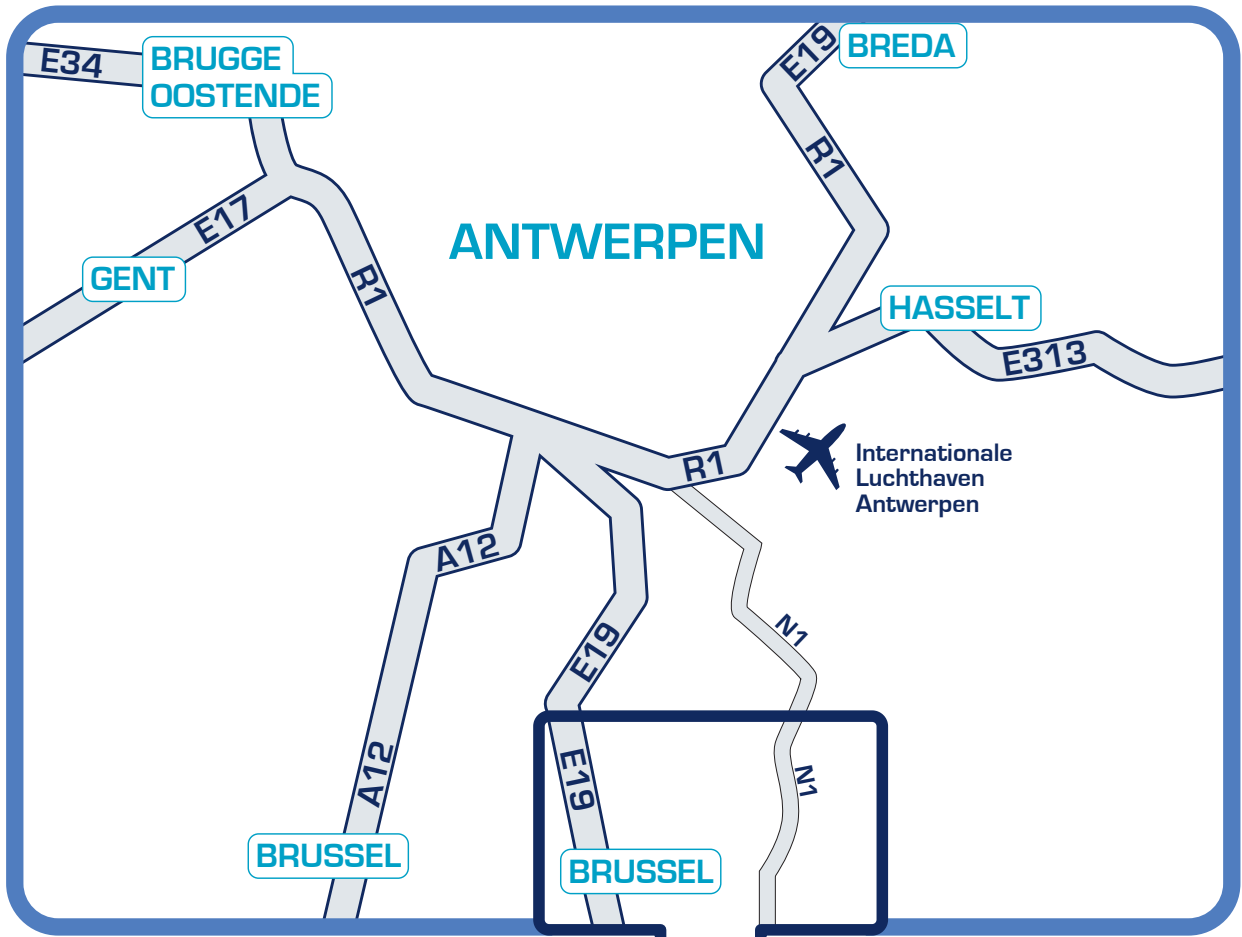 E34
BRUGGE
OOSTENDE
E19
BREDA
R1
E17
GENT
ANTWERPEN
R1
HASSELT
E313
R1
Internationale
Luchthaven
Antwerpen
A12
E19
N1
A12
E19
N1
BRUSSEL
BRUSSEL